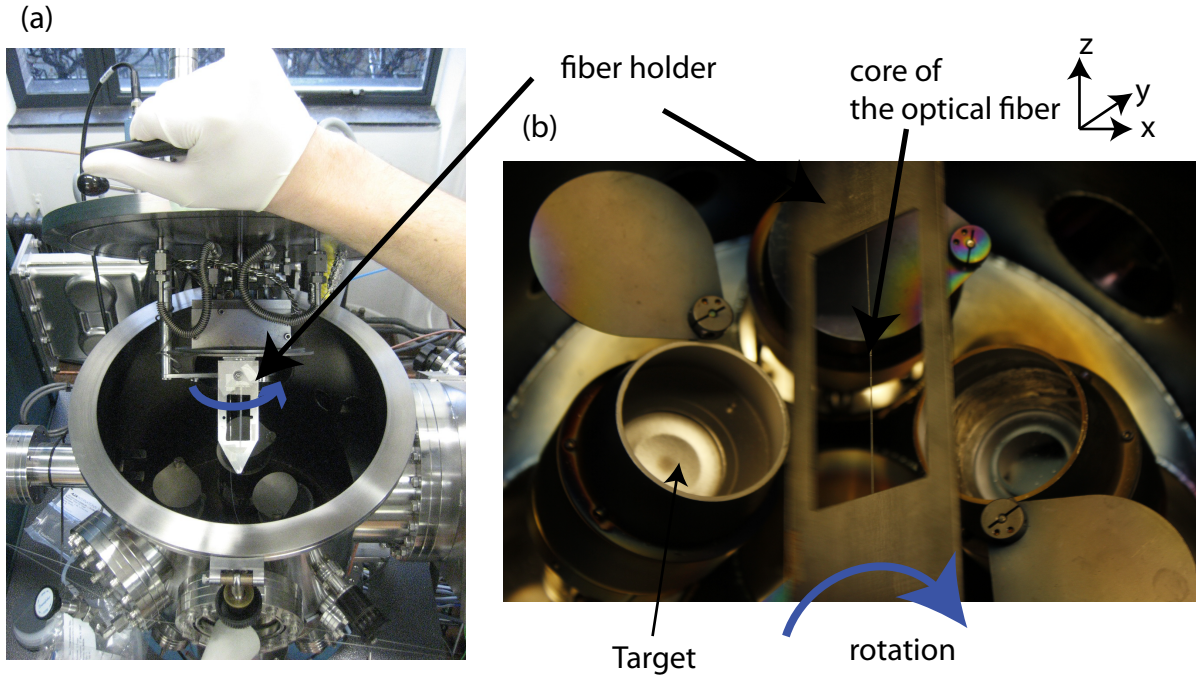 (a)
fiber holder
core of
the optical fiber
z
y
x
(b)
Target
rotation